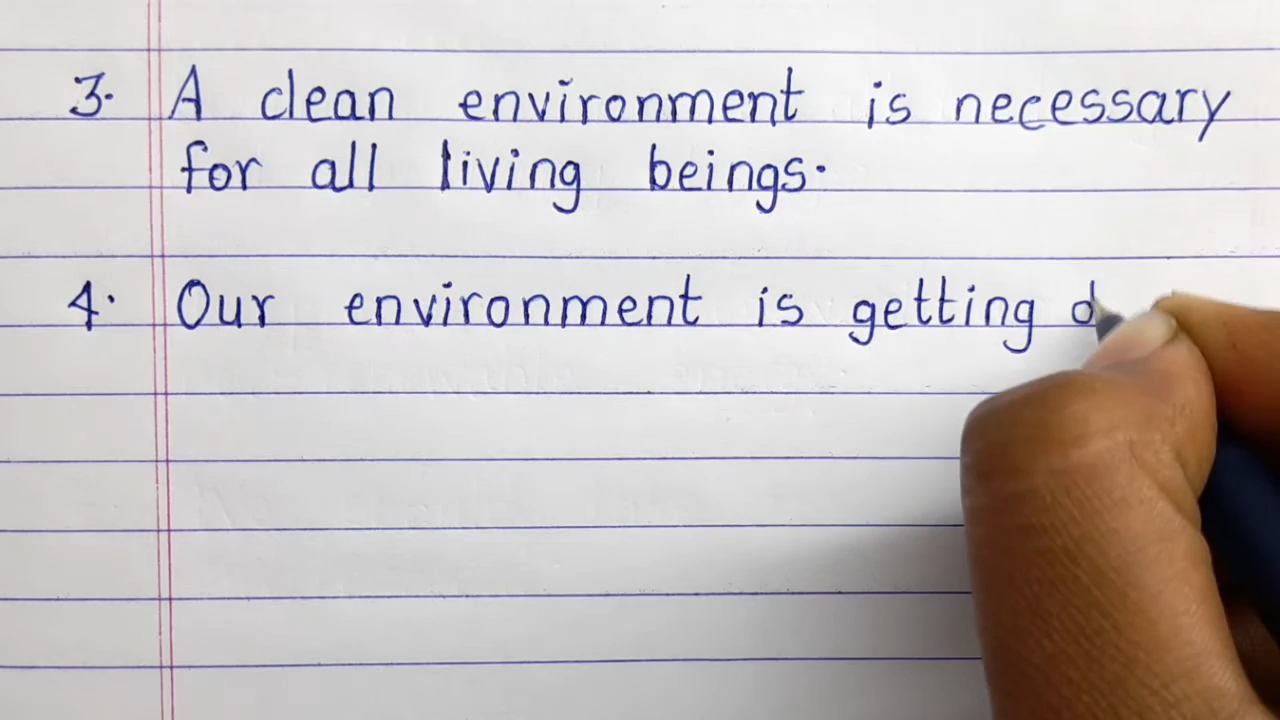 3. A clean environment is necessary
for all living beings.
4. Our environment is getting d